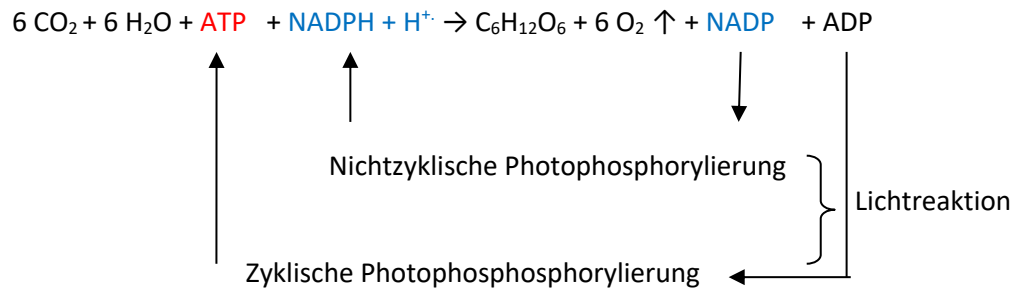 6 CO₂ + 6 H₂O + ATP + NADPH + H⁺· → C₆H₁₂O₆ + 6 O₂ ↑ + NADP + ADP
Nichtzyklische Photophosphorylierung
Lichtreaktion
Zyklische Photophosphosphorylierung